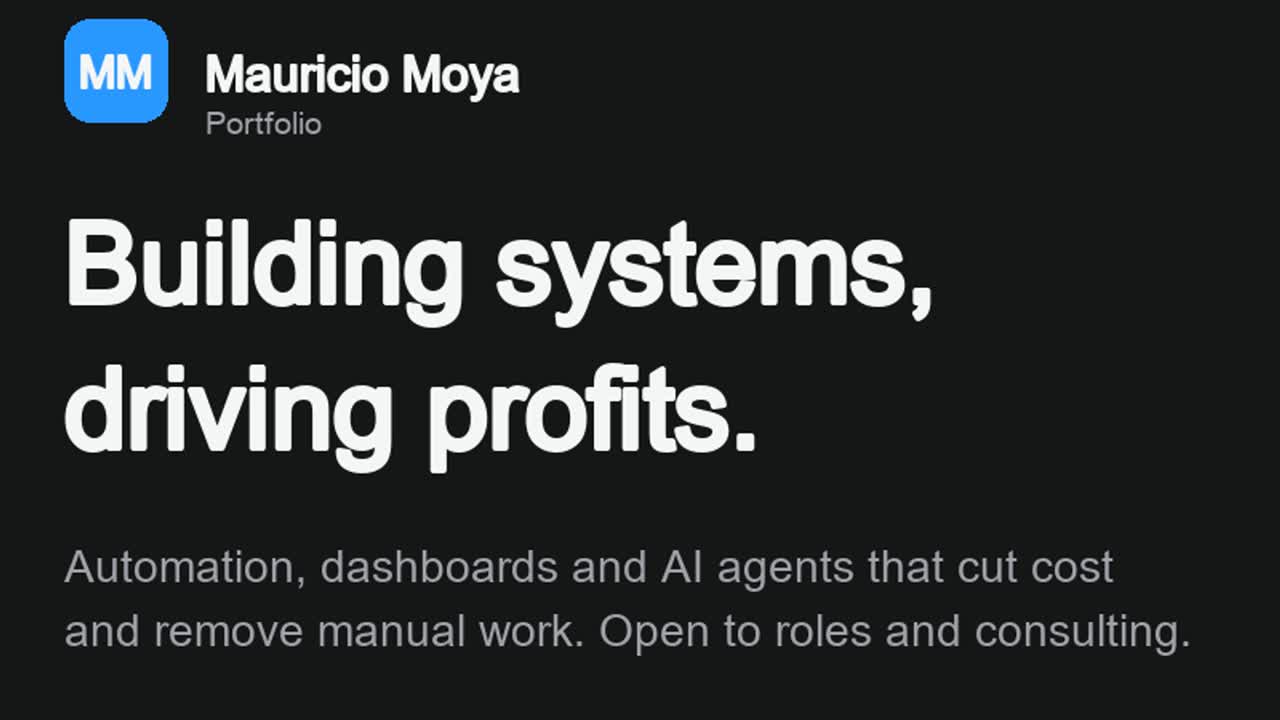 MM
Mauricio Moya
Portfolio
Building systems,
driving profits.
Automation, dashboards and AI agents that cut cost
and remove manual work. Open to roles and consulting.